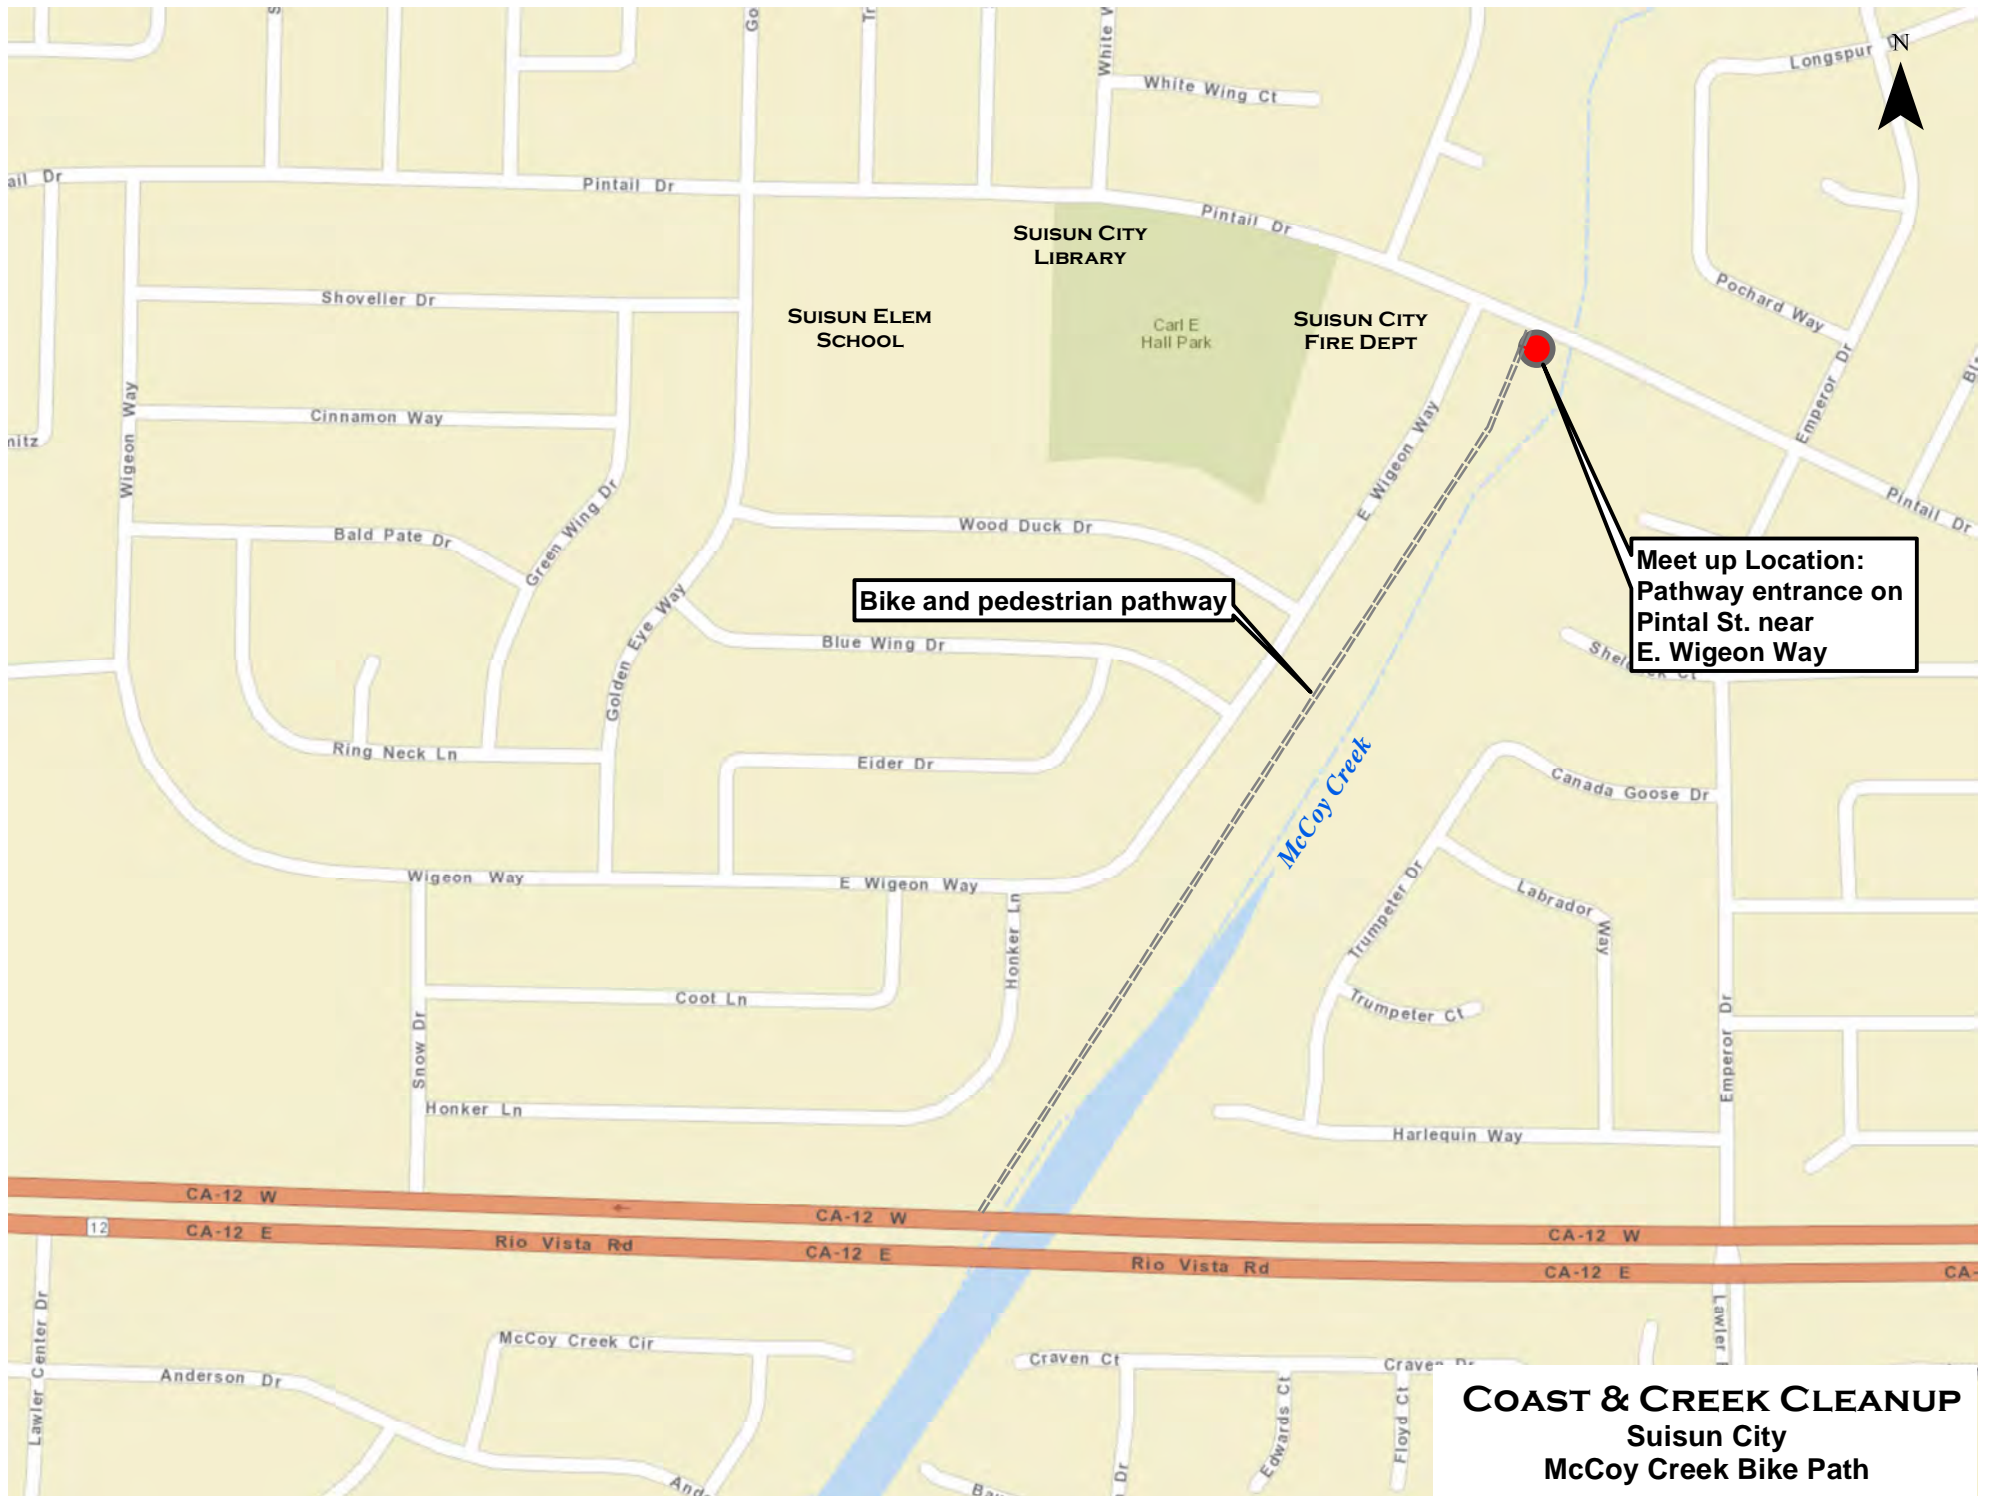 White Wing Ct
Longspur
N
Pintail Dr
Pintail Dr
SUISUN CITY
LIBRARY
Shoveller Dr
SUISUN ELEM
SCHOOL
Carl E
Hall Park
SUISUN CITY
FIRE DEPT
Pochard Way
Emperor Dr
Wigeon Way
Cinnamon Way
E Wigeon Way
Pintail Dr
Bald Pate Dr
Green Wing Dr
Wood Duck Dr
Meet up Location:
Pathway entrance on
Pintal St. near
E. Wigeon Way
Bike and pedestrian pathway
Golden Eye Way
Blue Wing Dr
Ring Neck Ln
Eider Dr
McCoy Creek
Canada Goose Dr
Wigeon Way
E Wigeon Way
Trumpeter Dr
Labrador Way
Honker Ln
Coot Ln
Trumpeter Ct
Snow Dr
Emperor Dr
Honker Ln
Harlequin Way
CA-12 W
CA-12 W
CA-12 W
12
CA-12 E
Rio Vista Rd
CA-12 E
Rio Vista Rd
CA-12 E
CA-
Lawler Center Dr
McCoy Creek Cir
Anderson Dr
Craven Ct
Craven Dr
Lawler
Edwards Ct
Floyd Ct
Dr
COAST & CREEK CLEANUP
Suisun City
McCoy Creek Bike Path